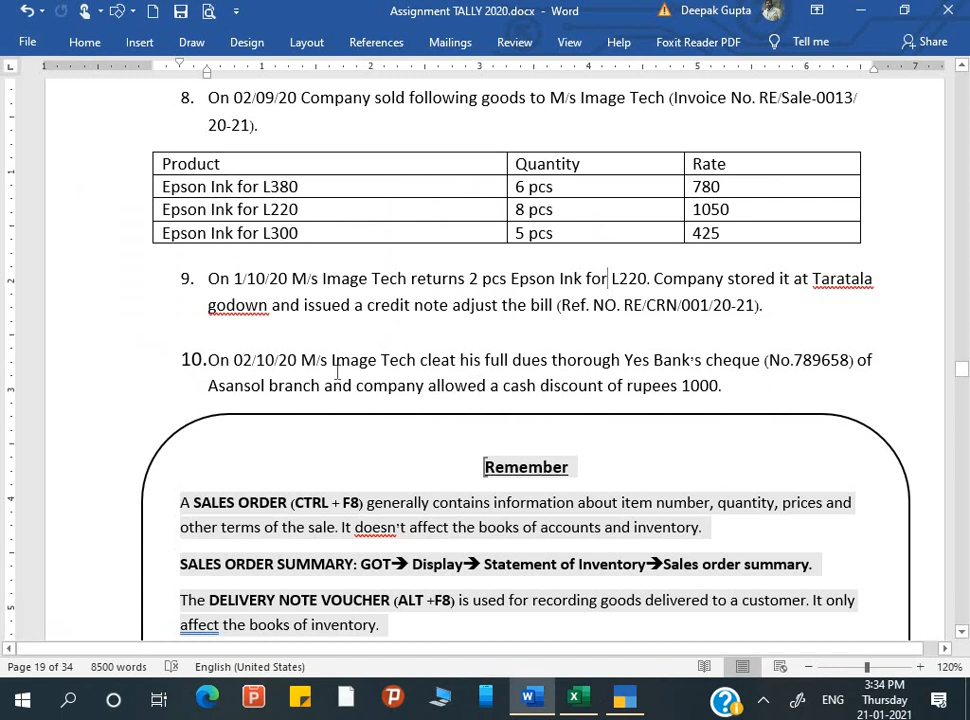 Assignment TALLY 2020.docx - Word
Deepak Gupta
File Home Insert Draw Design Layout References Mailings Review View Help Foxit Reader PDF Tell me Share
1 1 2 3 4 5 6 7
8. On 02/09/20 Company sold following goods to M/s Image Tech (Invoice No. RE/Sale-0013/
20-21).
Product Quantity Rate
Epson Ink for L380 6 pcs 780
Epson Ink for L220 8 pcs 1050
Epson Ink for L300 5 pcs 425
9. On 1/10/20 M/s Image Tech returns 2 pcs Epson Ink for L220. Company stored it at Taratala
godown and issued a credit note adjust the bill (Ref. NO. RE/CRN/001/20-21).
10. On 02/10/20 M/s Image Tech cleat his full dues thorough Yes Bank's cheque (No.789658) of
Asansol branch and company allowed a cash discount of rupees 1000.
Remember
A SALES ORDER (CTRL + F8) generally contains information about item number, quantity, prices and
other terms of the sale. It doesn't affect the books of accounts and inventory.
SALES ORDER SUMMARY: GOT➔ Display➔ Statement of Inventory➔Sales order summary.
The DELIVERY NOTE VOUCHER (ALT +F8) is used for recording goods delivered to a customer. It only
affect the books of inventory.
Page 19 of 34 8500 words English (United States) 120%
ENG
3:34 PM
Thursday
21-01-2021